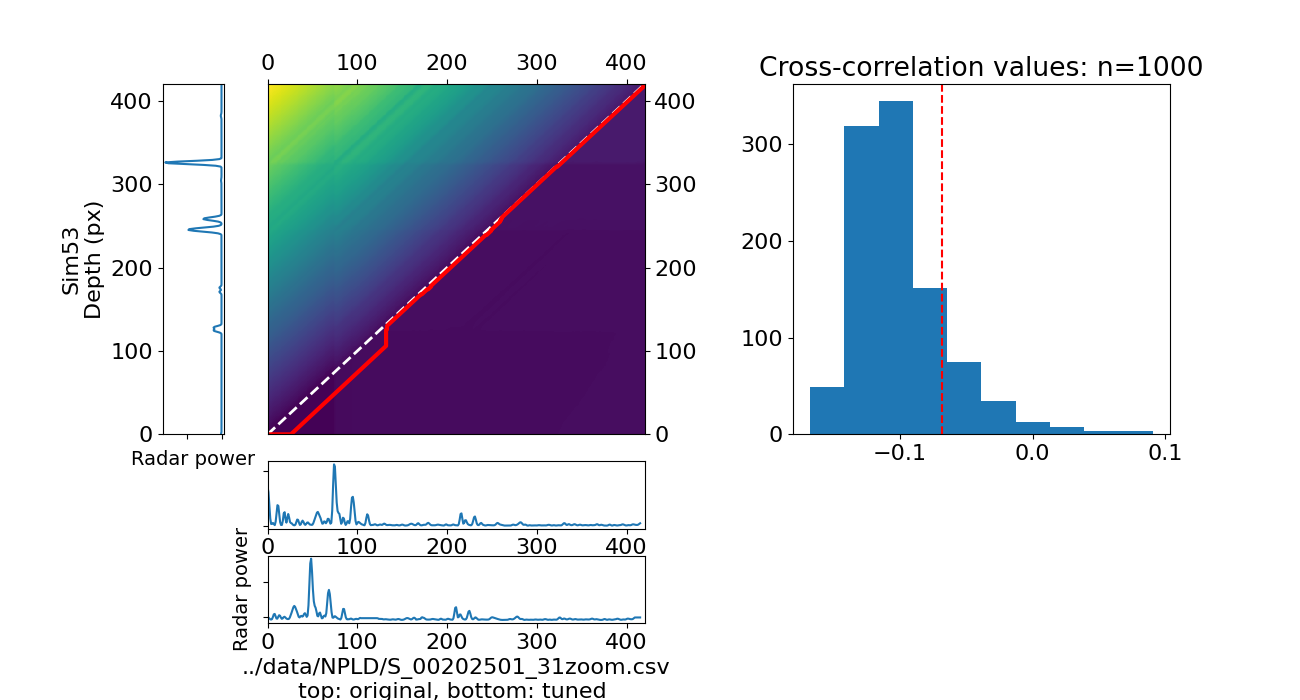 Cross-correlation values: n=1000
0 100 200 300 400
400
300
200
100
0
Sim53
Depth (px)
Radar power
400
300
200
100
0
300
200
100
0
−0.1 0.0 0.1
0 100 200 300 400
Radar power
0 100 200 300 400
../data/NPLD/S_00202501_31zoom.csv
top: original, bottom: tuned